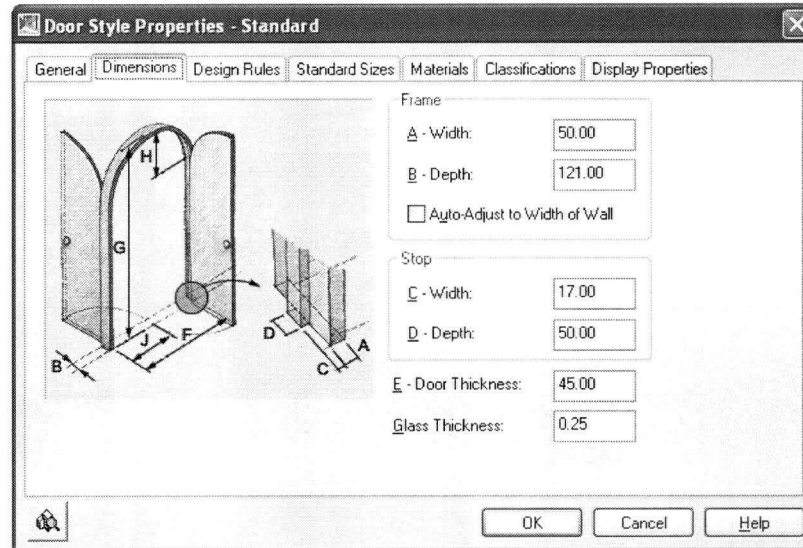 Door Style Properties - Standard
General Dimensions Design Rules Standard Sizes Materials Classifications Display Properties
Frame
A - Width: 50.00
B - Depth: 121.00
Auto-Adjust to Width of Wall
Stop
C - Width: 17.00
D - Depth: 50.00
E - Door Thickness: 45.00
Glass Thickness: 0.25
H
G
J
F
B
D
C
A
OK Cancel Help